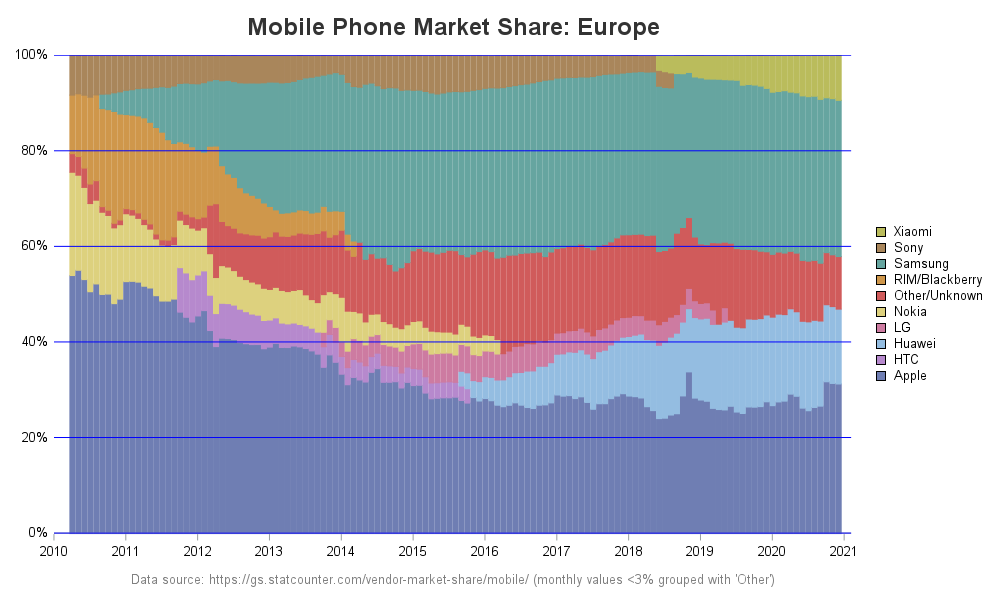 Mobile Phone Market Share: Europe
100%
80%
60%
40%
20%
0%
2010 2011 2012 2013 2014 2015 2016 2017 2018 2019 2020 2021
Xiaomi
Sony
Samsung
RIM/Blackberry
Other/Unknown
Nokia
LG
Huawei
HTC
Apple
Data source: https://gs.statcounter.com/vendor-market-share/mobile/ (monthly values <3% grouped with 'Other')